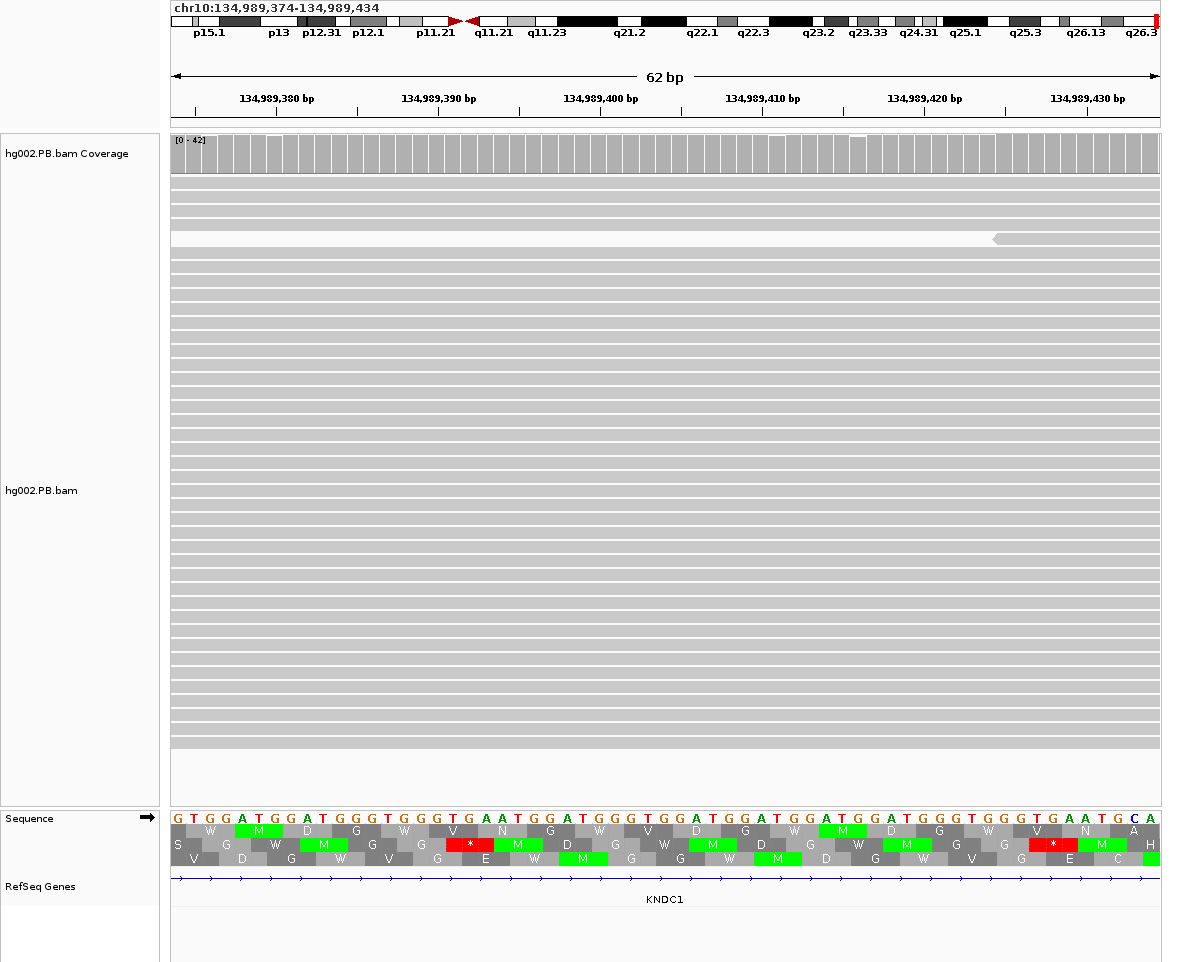 chr10:134,989,374-134,989,434
p15.1 p13 p12.31 p12.1 p11.21 q11.21 q11.23 q21.2 q22.1 q22.3 q23.2 q23.33 q24.31 q25.1 q25.3 q26.13 q26.3
62 bp
134,989,380 bp 134,989,390 bp 134,989,400 bp 134,989,410 bp 134,989,420 bp 134,989,430 bp
hg002.PB.bam Coverage
[0 - 42]
hg002.PB.bam
Sequence
G T G G A T G G A T G G G T G G G T G A A T G G A T G G G T G G A T G G A T G G A T G G A T G G G T G G G T G A A T G C A
W M D G W V N G W V D G W M D G W V N A
S G W M G G * M D G W M D G W M G G * M H
V D G W V G E W M G G W M D G W V G E C
RefSeq Genes
KNDC1